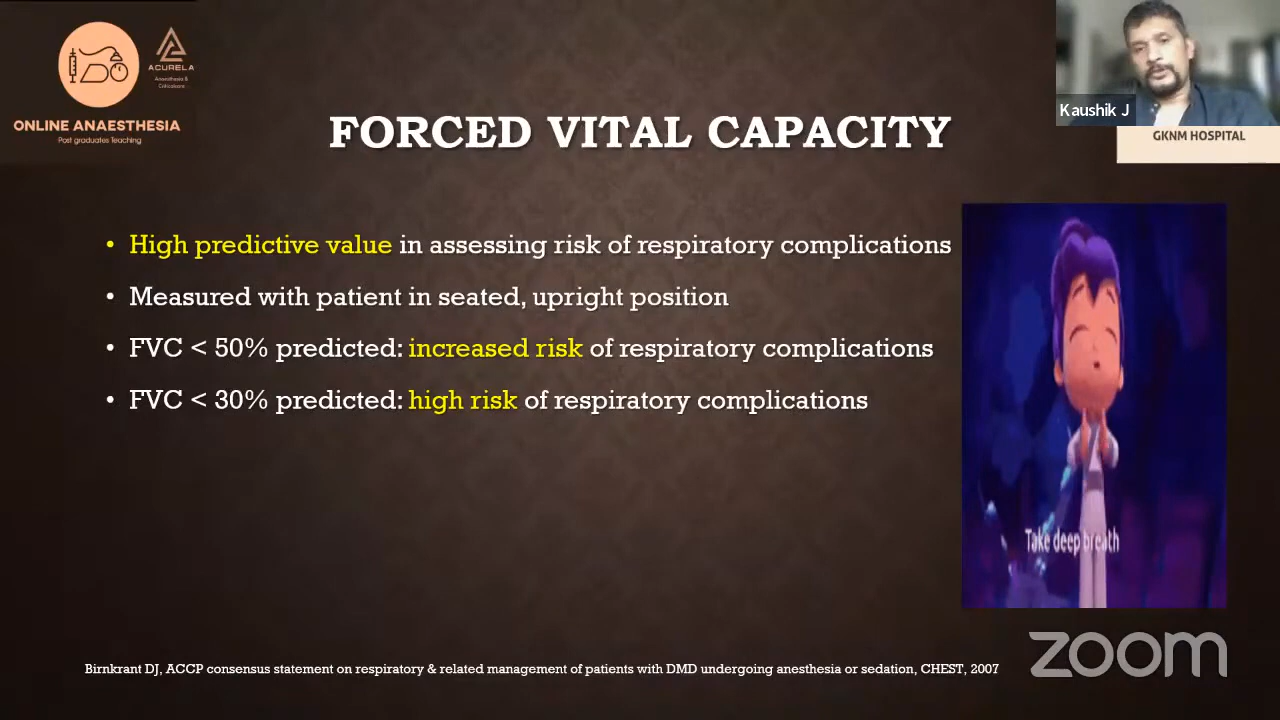 ACURELA
Anaesthesia &
Criticalcare.
ONLINE ANAESTHESIA
Post graduates Teaching
Kaushik J
GKNM HOSPITAL
FORCED VITAL CAPACITY
• High predictive value in assessing risk of respiratory complications
• Measured with patient in seated, upright position
• FVC < 50% predicted: increased risk of respiratory complications
• FVC < 30% predicted: high risk of respiratory complications
Take deep breath
Birnkrant DJ, ACCP consensus statement on respiratory & related management of patients with DMD undergoing anesthesia or sedation, CHEST, 2007
zoom